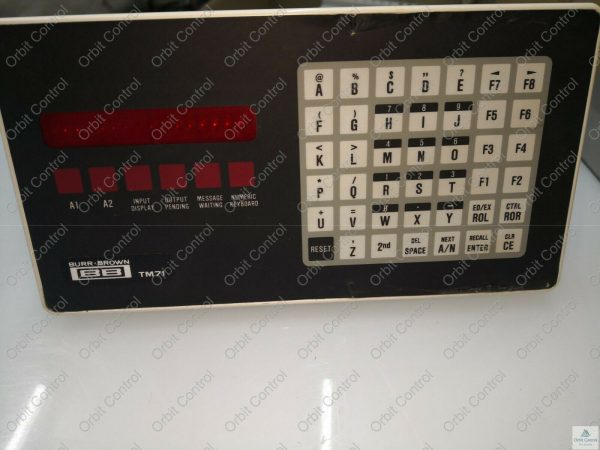 @ % $ " ? ◄ ►
A B C D E F7 F8
( ) 7 8 9
F G H I J F5 F6
< > 4 5 6
K L M N O F3 F4
* / 1 2 3
P Q R S T F1 F2
+ = 0 - . ED/EX CTRL
U V W X Y ROL ROR
RESET ' Z 2nd DEL SPACE NEXT A/N RECALL ENTER CLR CE
A1 A2 INPUT DISPLAY OUTPUT PENDING MESSAGE WAITING NUMERIC KEYBOARD
BURR-BROWN
BB TM71
Orbit Control